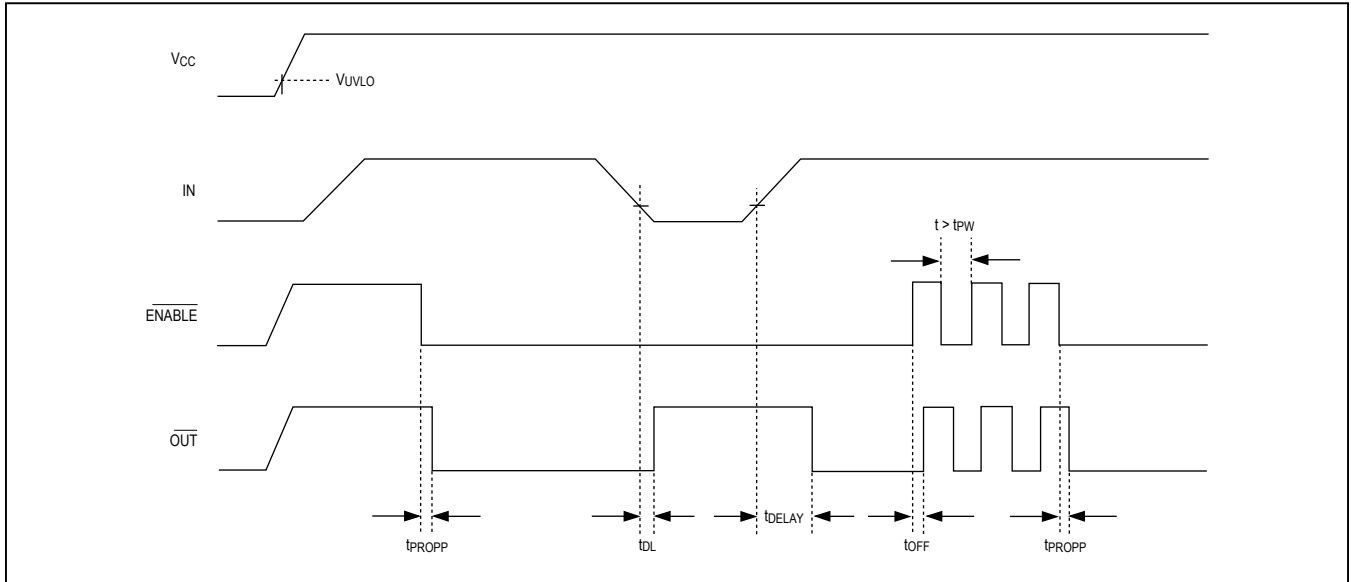 VCC
VUVLO
IN
t > tPW
ENABLE
OUT
tPROPP
tDL
tDELAY
tOFF
tPROPP